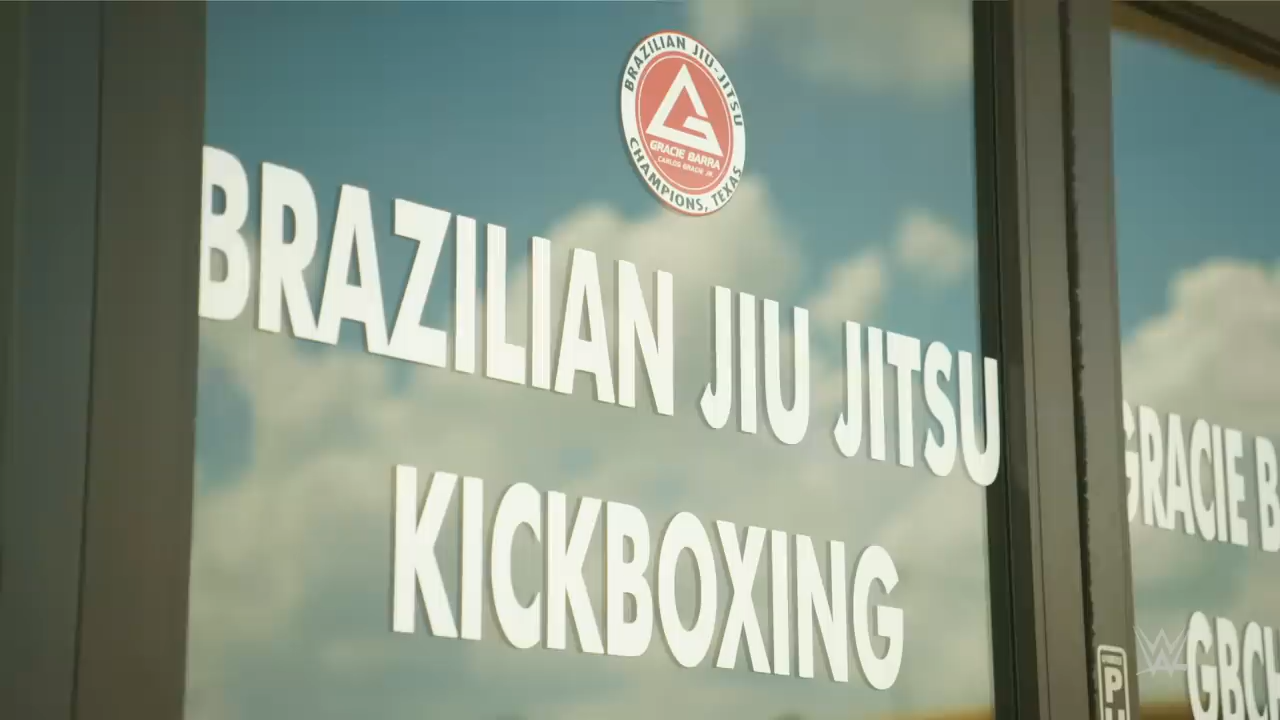 BRAZILIAN JIU-JITSU
GRACIE BARRA
CARLOS GRACIE JR.
CHAMPIONS, TEXAS
BRAZILIAN JIU JITSU
KICKBOXING
GRACIE B
GBCH
W